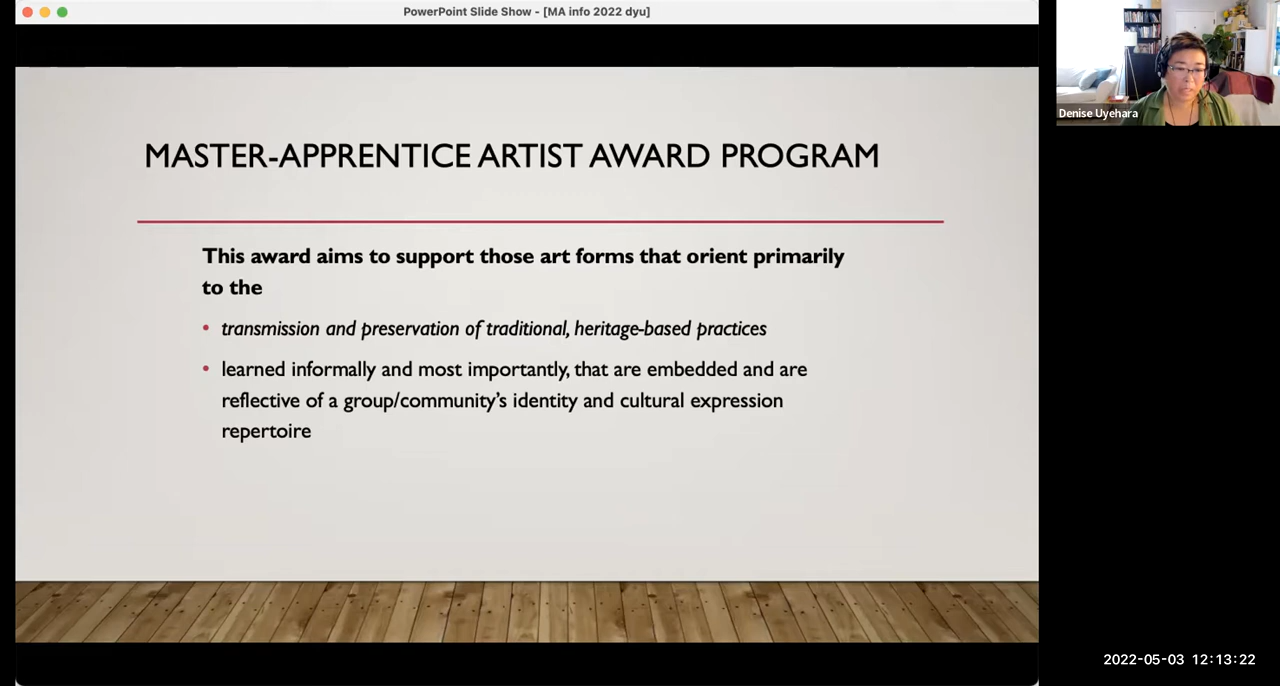 PowerPoint Slide Show - [MA info 2022 dyu]
Denise Uyehara
MASTER-APPRENTICE ARTIST AWARD PROGRAM
This award aims to support those art forms that orient primarily
to the
• transmission and preservation of traditional, heritage-based practices
• learned informally and most importantly, that are embedded and are
reflective of a group/community's identity and cultural expression
repertoire
2022-05-03 12:13:22